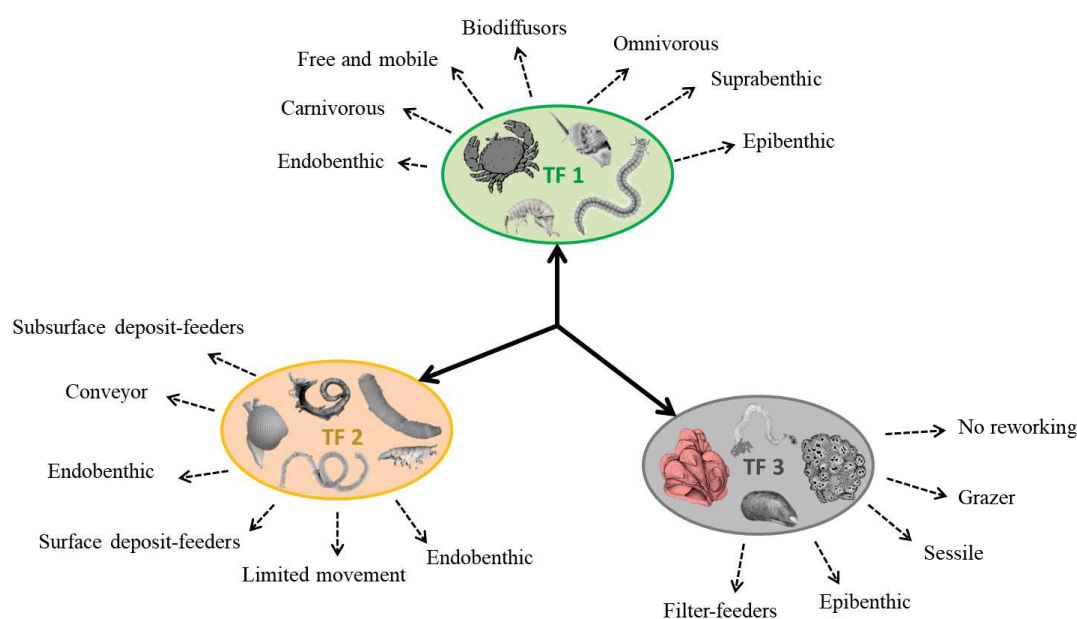 Biodiffusors
Omnivorous
Free and mobile
Suprabenthic
Carnivorous
Epibenthic
Endobenthic
TF 1
Subsurface deposit-feeders
Conveyor
TF 2
Endobenthic
Surface deposit-feeders
Limited movement
Endobenthic
No reworking
TF 3
Grazer
Sessile
Epibenthic
Filter-feeders